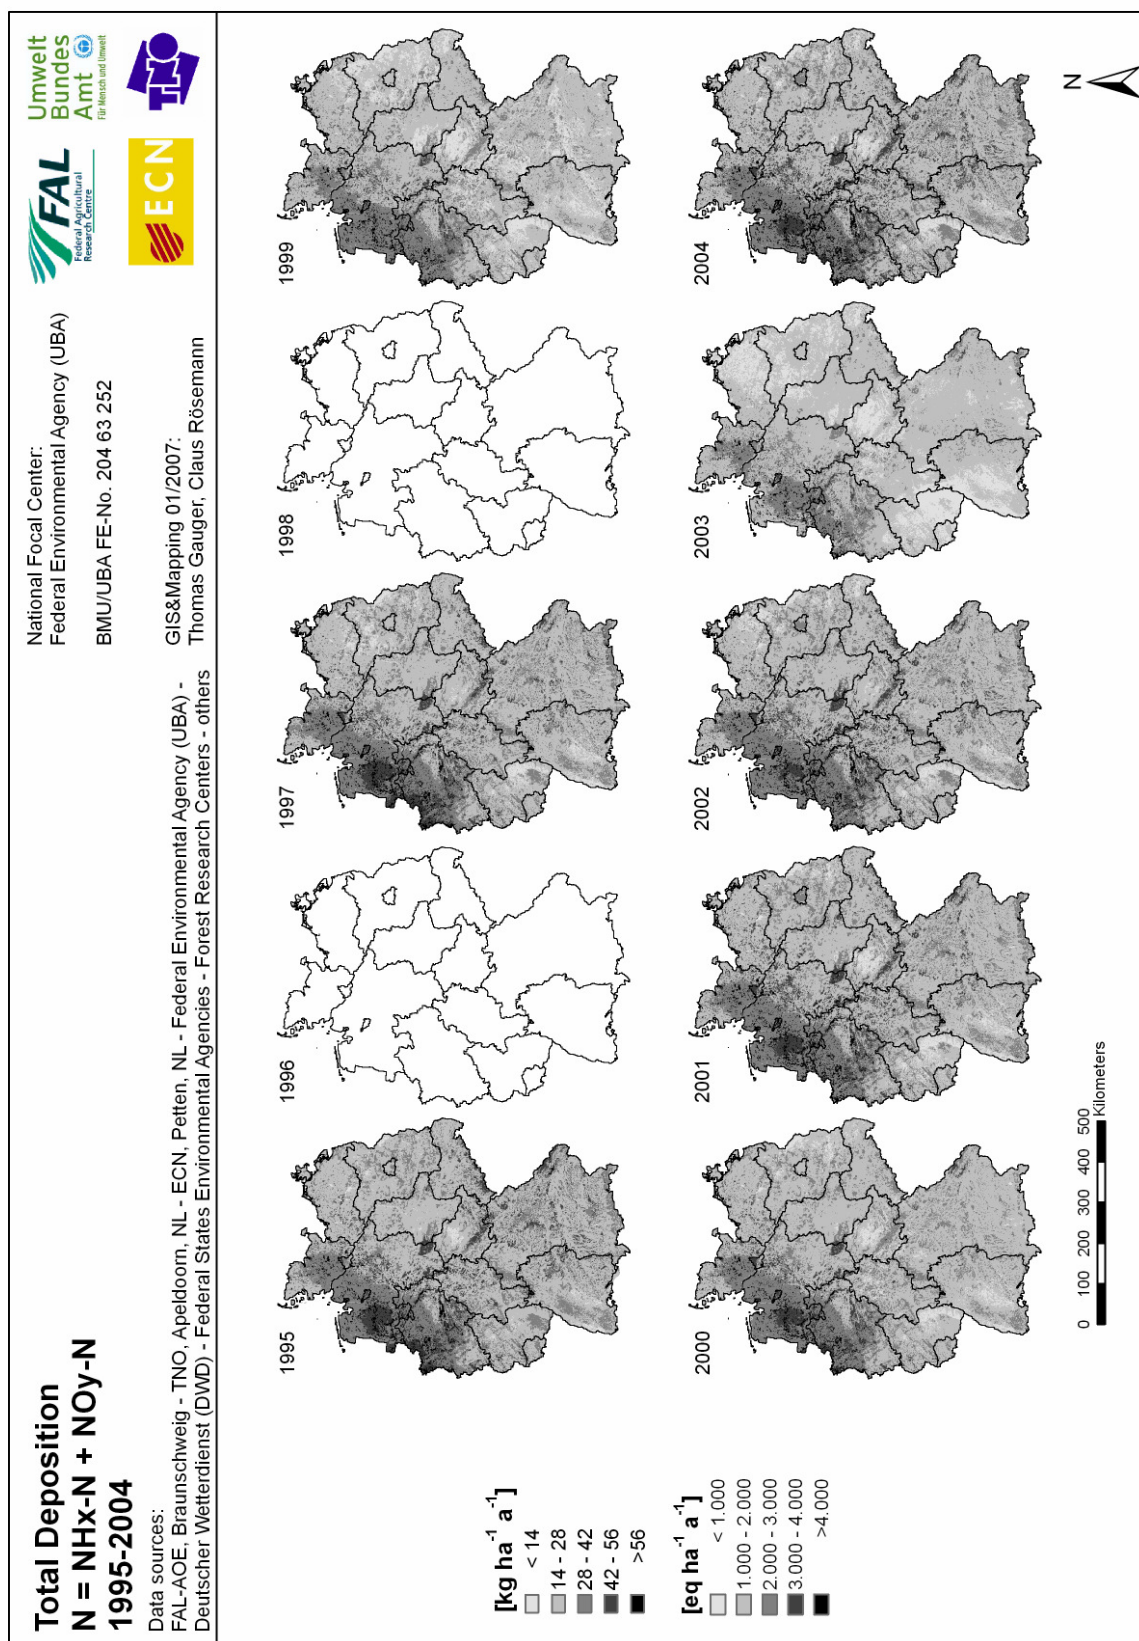 Total Deposition
N = NHx-N + NOy-N
1995-2004
National Focal Center:
Federal Environmental Agency (UBA)
BMU/UBA FE-No. 204 63 252
GIS&Mapping 01/2007:
Thomas Gauger, Claus Rösemann
FAL
Federal Agricultural
Research Centre
Umwelt
Bundes
Amt
Für Mensch und Umwelt
ECN
TNO
Data sources:
FAL-AOE, Braunschweig - TNO, Apeldoorn, NL - ECN, Petten, NL - Federal Environmental Agency (UBA) -
Deutscher Wetterdienst (DWD) - Federal States Environmental Agencies - Forest Research Centers - others
1995
1996
1997
1998
1999
2000
2001
2002
2003
2004
[kg ha⁻¹ a⁻¹]
< 14
14 - 28
28 - 42
42 - 56
>56
[eq ha⁻¹ a⁻¹]
< 1.000
1.000 - 2.000
2.000 - 3.000
3.000 - 4.000
>4.000
0 100 200 300 400 500
Kilometers
N